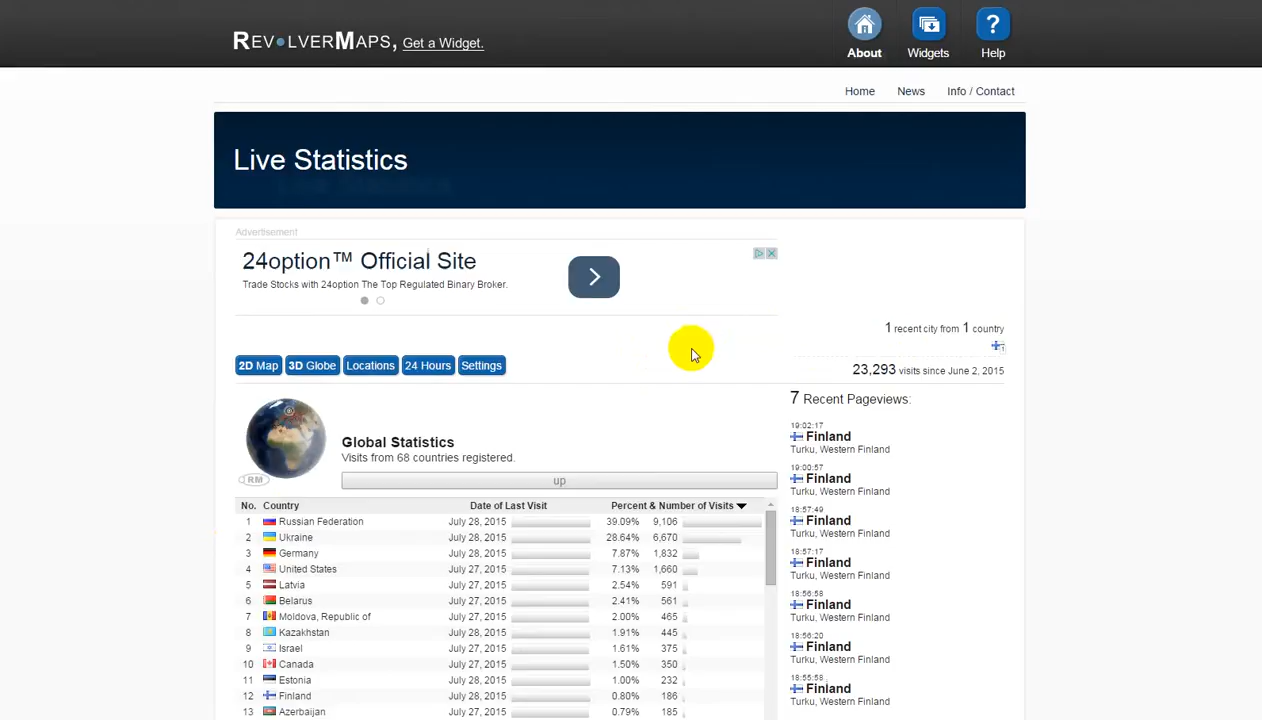 REVOLVERMAPS, Get a Widget.
About
Widgets
Help
Home
News
Info / Contact
Live Statistics
Advertisement
24option™ Official Site
Trade Stocks with 24option The Top Regulated Binary Broker.
1 recent city from 1 country
1
2D Map
3D Globe
Locations
24 Hours
Settings
23,293 visits since June 2, 2015
7 Recent Pageviews:
Global Statistics
Visits from 68 countries registered.
RM
up
No. Country Date of Last Visit Percent & Number of Visits
1 Russian Federation July 28, 2015 39.09% 9,106
2 Ukraine July 28, 2015 28.64% 6,670
3 Germany July 28, 2015 7.87% 1,832
4 United States July 28, 2015 7.13% 1,660
5 Latvia July 27, 2015 2.54% 591
6 Belarus July 27, 2015 2.41% 561
7 Moldova, Republic of July 27, 2015 2.00% 465
8 Kazakhstan July 28, 2015 1.91% 445
9 Israel July 27, 2015 1.61% 375
10 Canada July 27, 2015 1.50% 350
11 Estonia July 27, 2015 1.00% 232
12 Finland July 27, 2015 0.80% 186
13 Azerbaijan July 27, 2015 0.79% 185
19:02:17
Finland
Turku, Western Finland
19:00:57
Finland
Turku, Western Finland
18:57:49
Finland
Turku, Western Finland
18:57:17
Finland
Turku, Western Finland
18:56:58
Finland
Turku, Western Finland
18:56:20
Finland
Turku, Western Finland
18:55:58
Finland
Turku, Western Finland